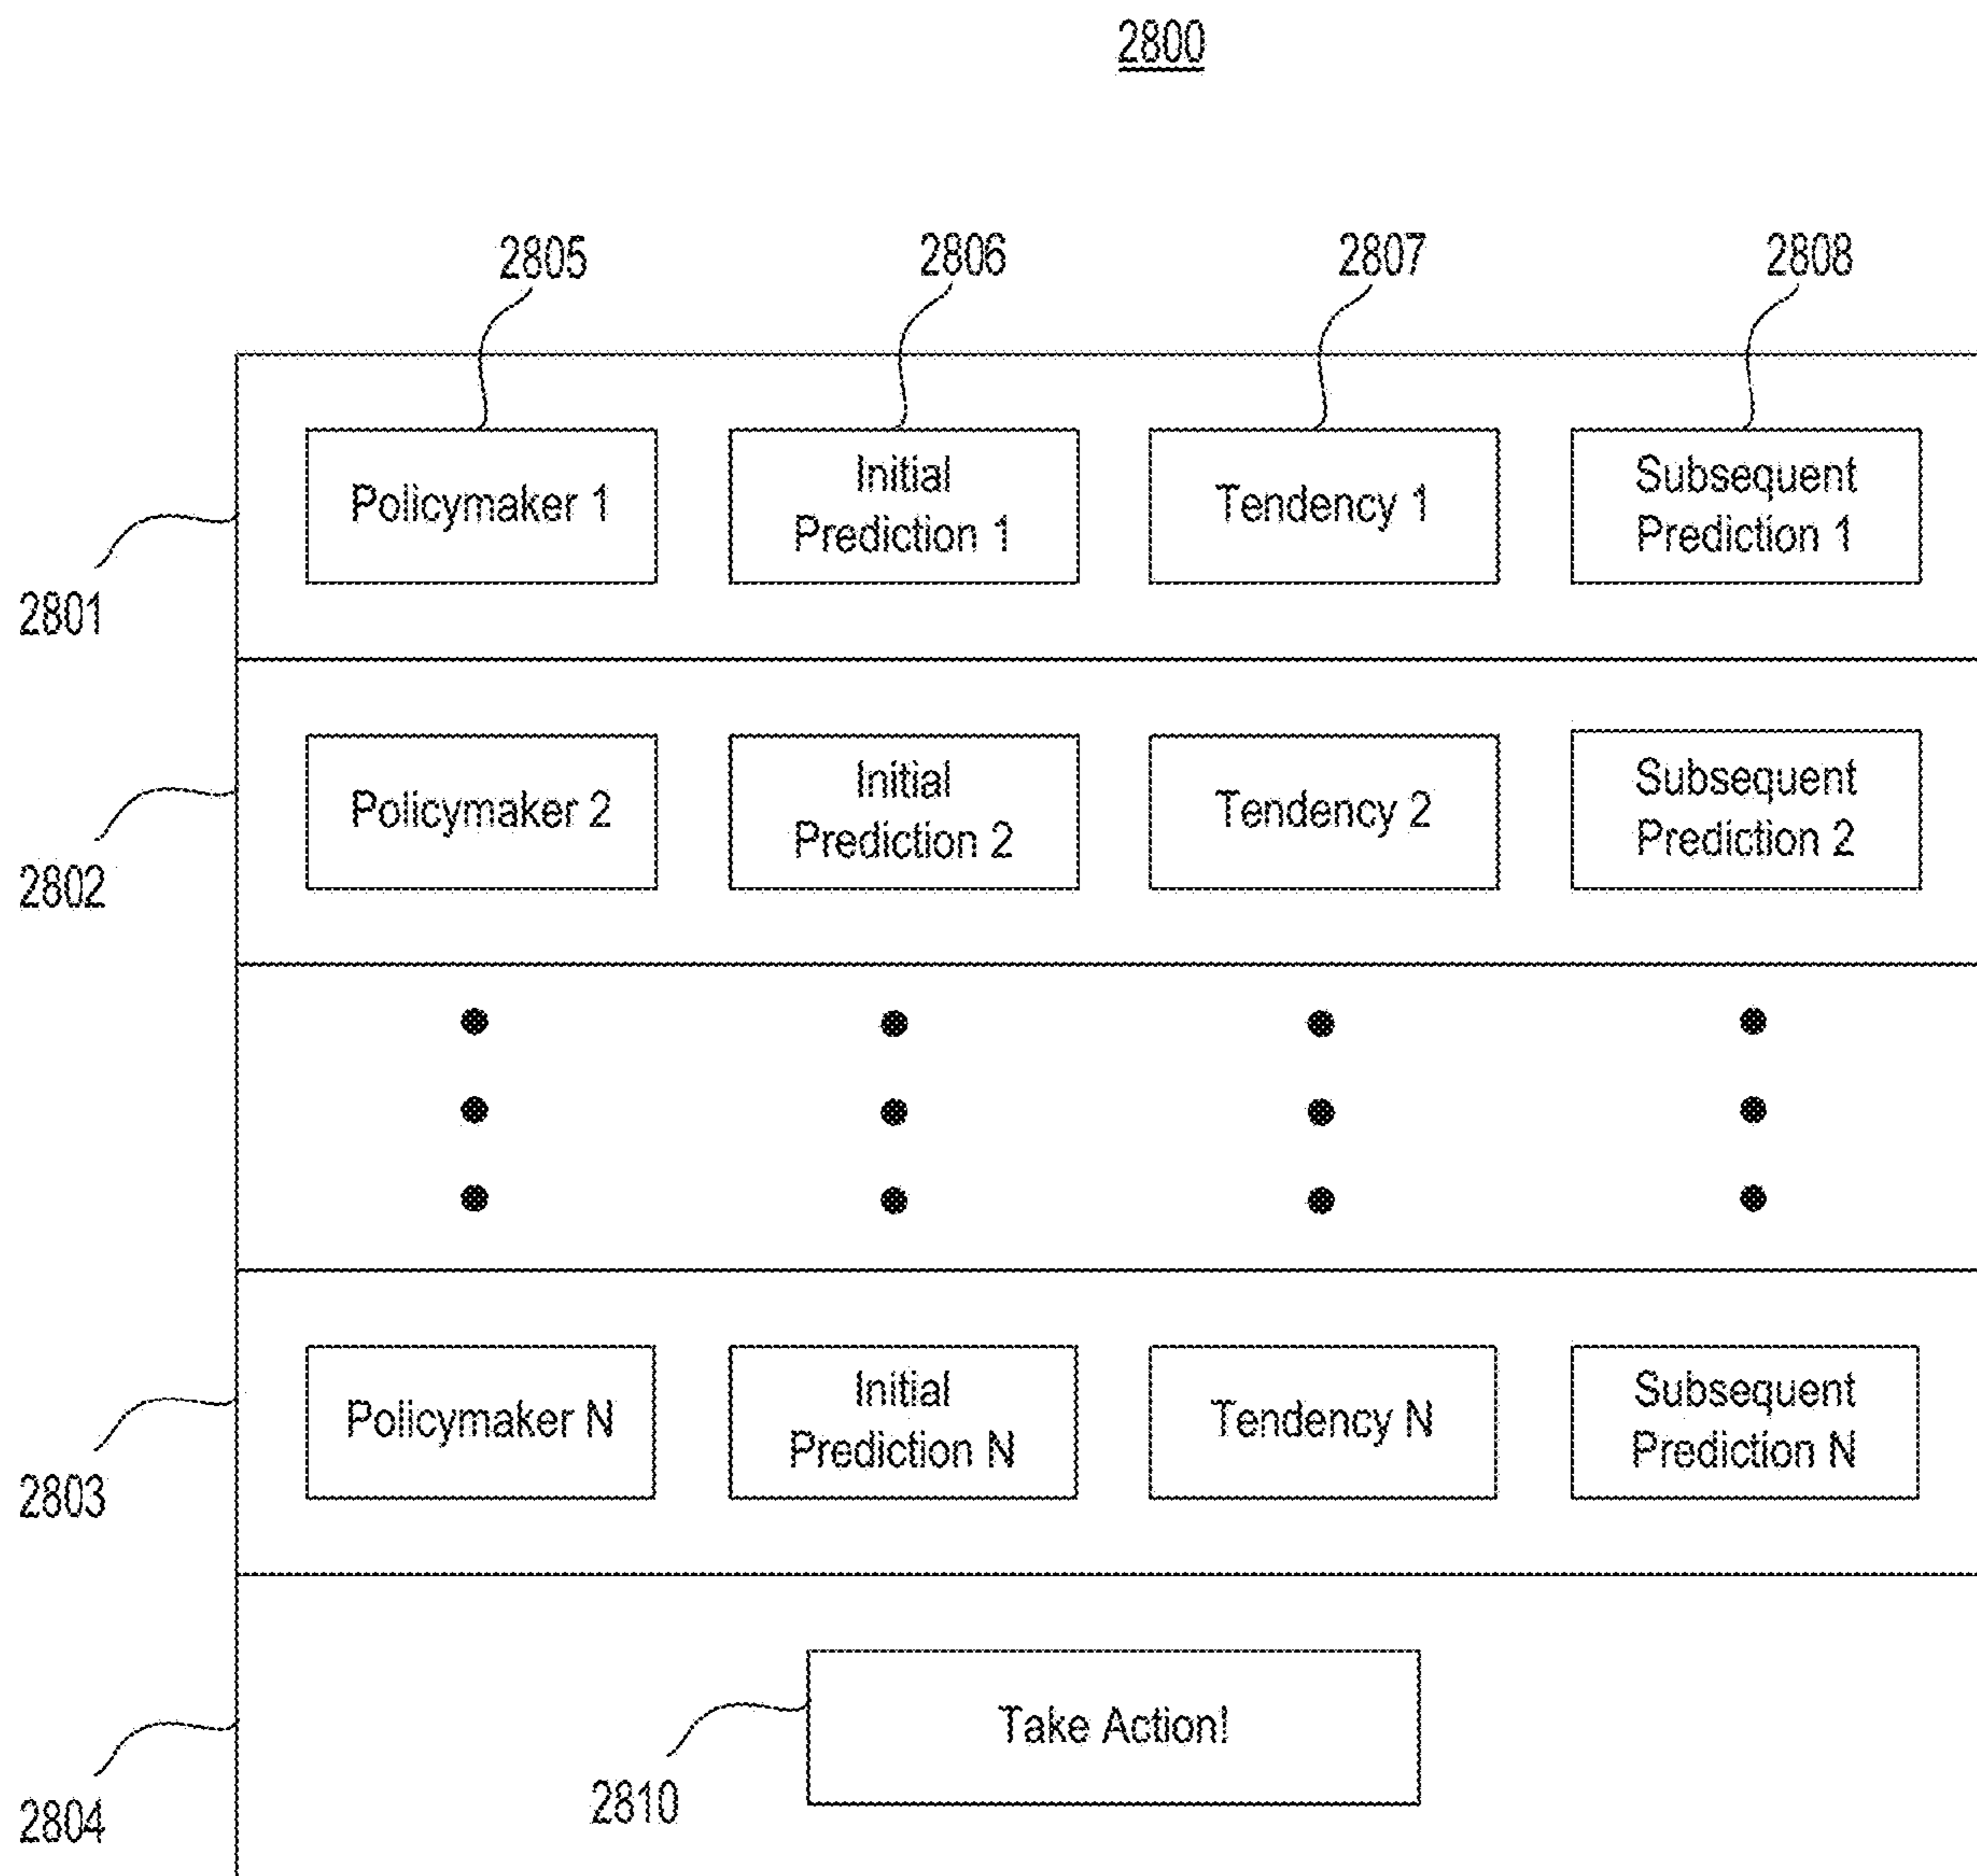 2800
2805 2806 2807 2808
Policymaker 1
Initial
Prediction 1
Tendency 1
Subsequent
Prediction 1
2801
Policymaker 2
Initial
Prediction 2
Tendency 2
Subsequent
Prediction 2
2802
Policymaker N
Initial
Prediction N
Tendency N
Subsequent
Prediction N
2803
Take Action!
2810
2804